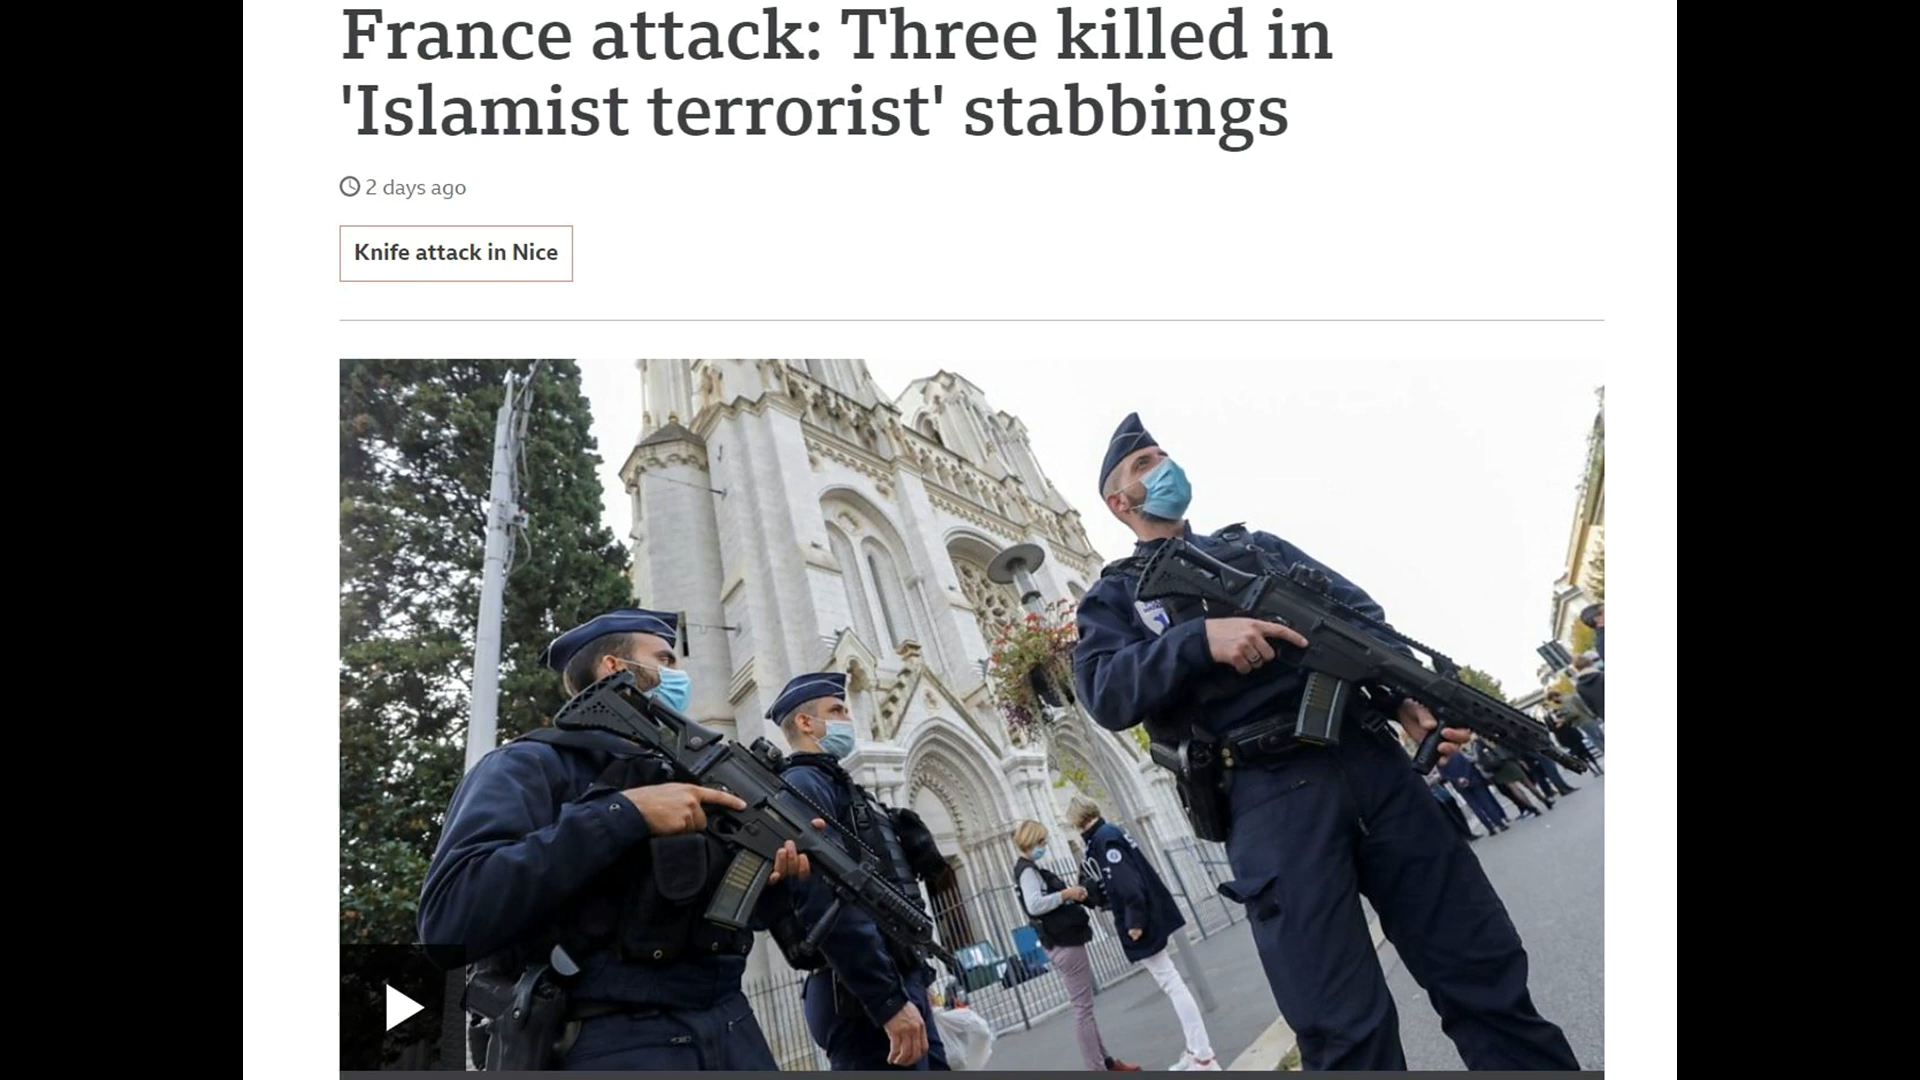 France attack: Three killed in
'Islamist terrorist' stabbings
2 days ago
Knife attack in Nice